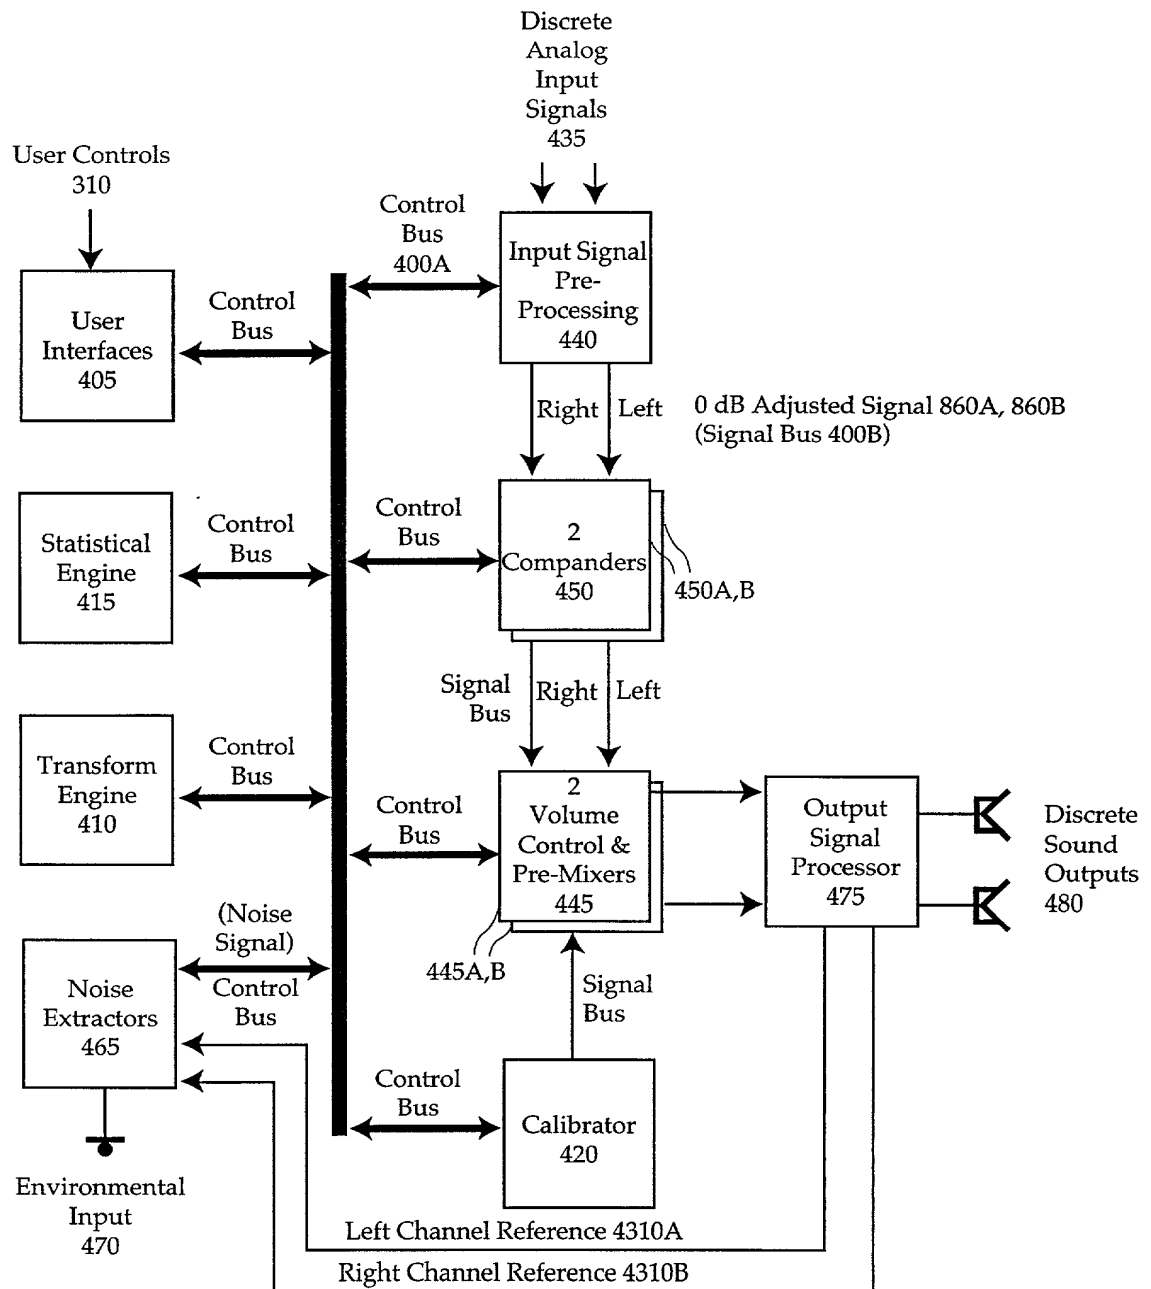 Discrete
Analog
Input
Signals
435
User Controls
310
Control
Bus
400A
Input Signal
Pre-
Processing
440
User
Interfaces
405
Control
Bus
Right
Left
0 dB Adjusted Signal 860A, 860B
(Signal Bus 400B)
Statistical
Engine
415
Control
Bus
Control
Bus
2
Companders
450
450A,B
Signal
Bus
Right
Left
Transform
Engine
410
Control
Bus
Control
Bus
2
Volume
Control &
Pre-Mixers
445
445A,B
Output
Signal
Processor
475
Discrete
Sound
Outputs
480
(Noise
Signal)
Control
Bus
Noise
Extractors
465
Signal
Bus
Control
Bus
Calibrator
420
Environmental
Input
470
Left Channel Reference 4310A
Right Channel Reference 4310B